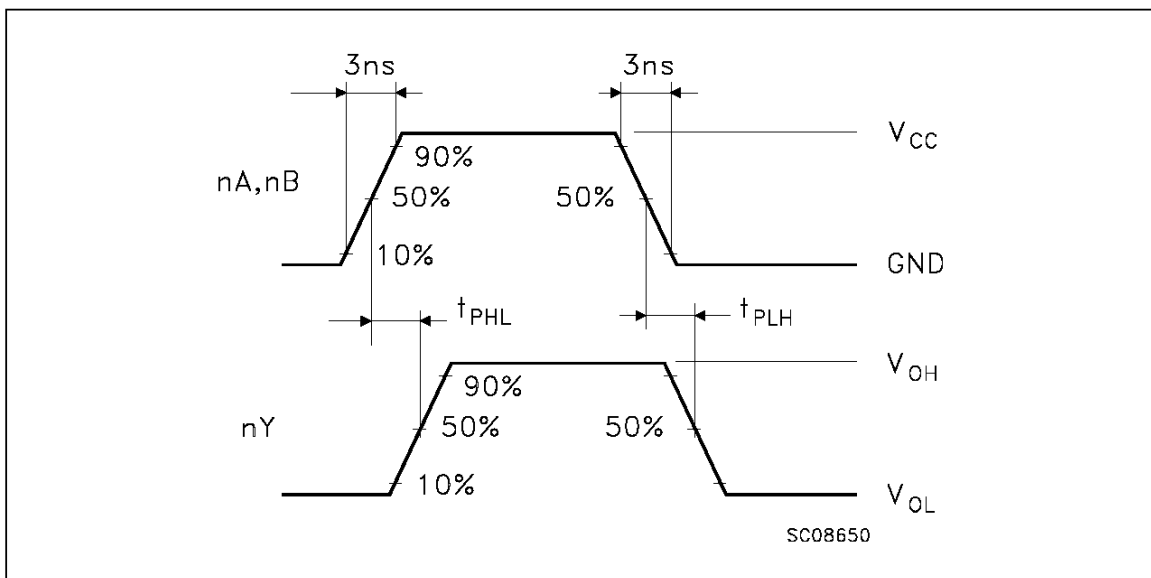 3ns 3ns
V_CC
90%
nA,nB 50% 50%
10% GND
t_PHL t_PLH
V_OH
90%
nY 50% 50%
10% V_OL
SC08650